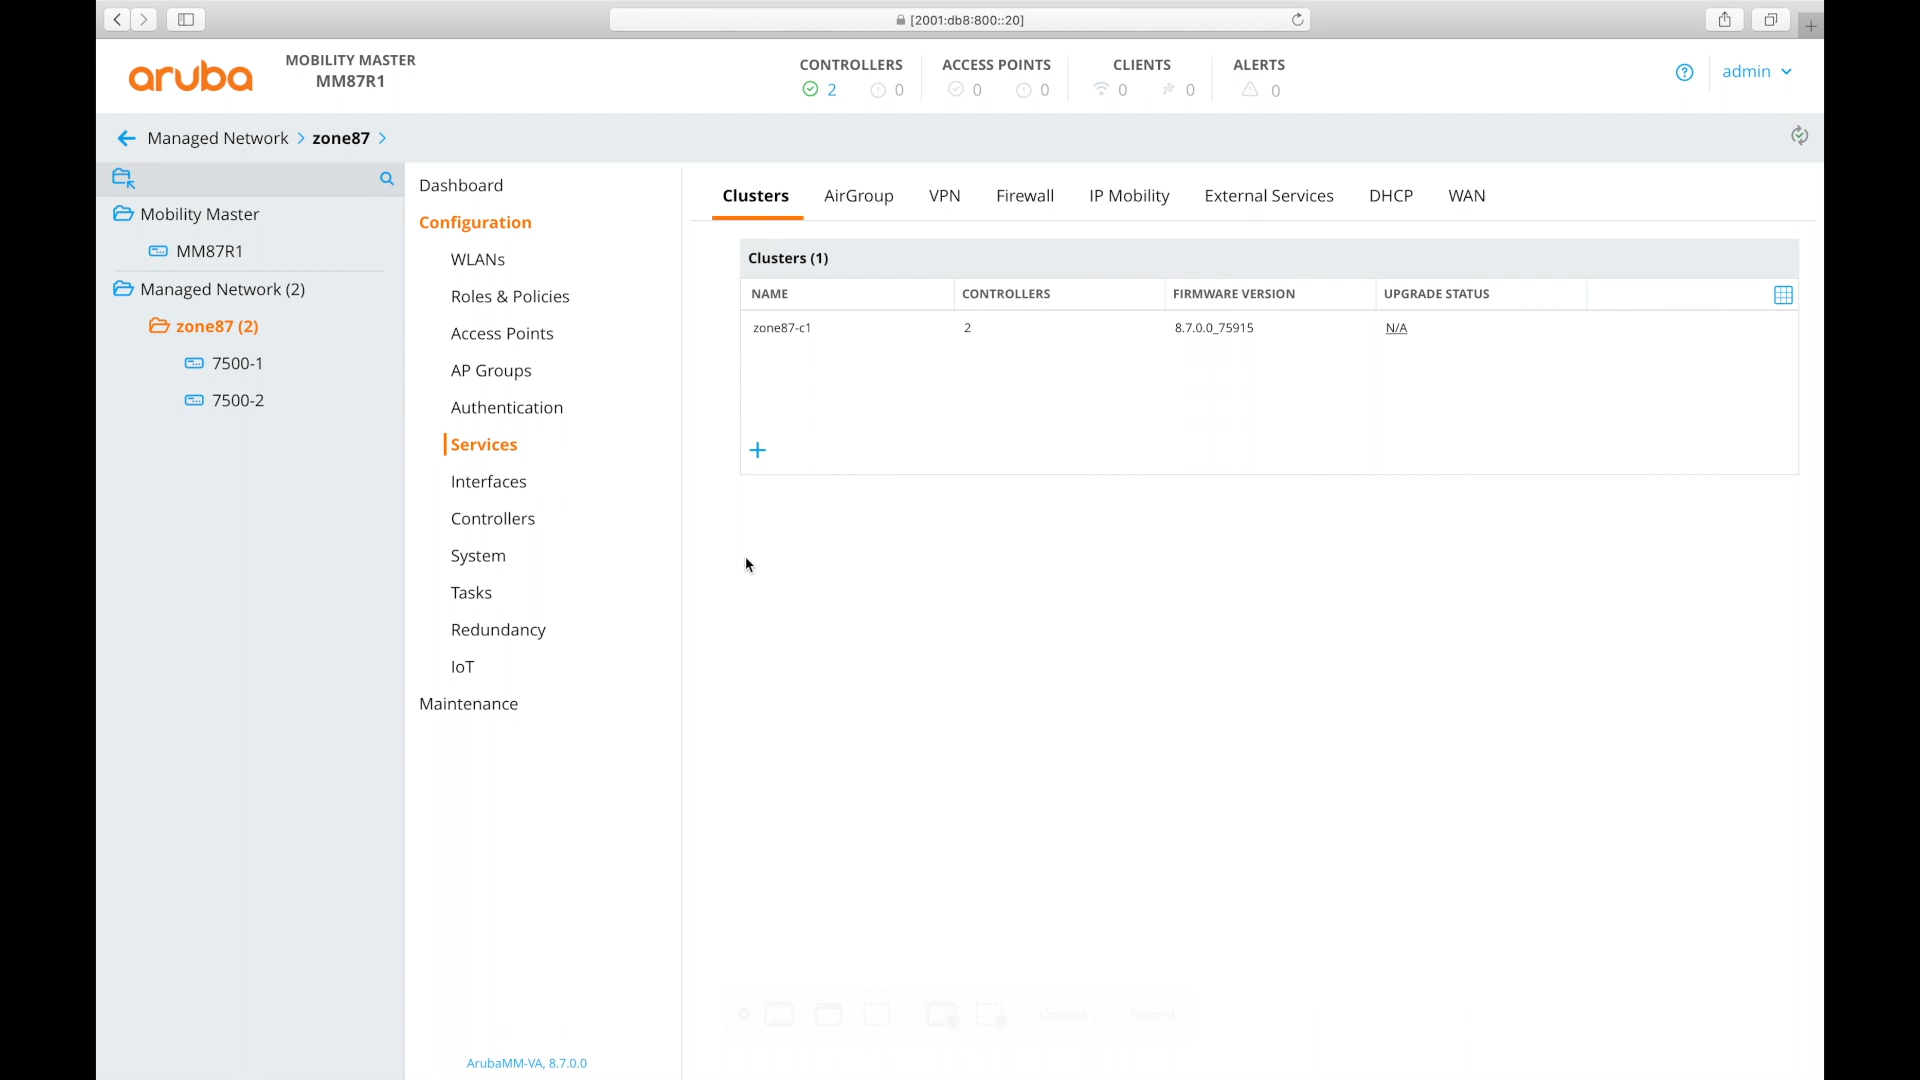 [2001:db8:800::20]
aruba
MOBILITY MASTER
MM87R1
CONTROLLERS
2 0
ACCESS POINTS
0 0
CLIENTS
0 0
ALERTS
0
admin
Managed Network > zone87 >
Mobility Master
MM87R1
Managed Network (2)
zone87 (2)
7500-1
7500-2
Dashboard
Configuration
WLANs
Roles & Policies
Access Points
AP Groups
Authentication
Services
Interfaces
Controllers
System
Tasks
Redundancy
IoT
Maintenance
ArubaMM-VA, 8.7.0.0
Clusters AirGroup VPN Firewall IP Mobility External Services DHCP WAN
Clusters (1)
NAME CONTROLLERS FIRMWARE VERSION UPGRADE STATUS
zone87-c1 2 8.7.0.0_75915 N/A
Options
Record